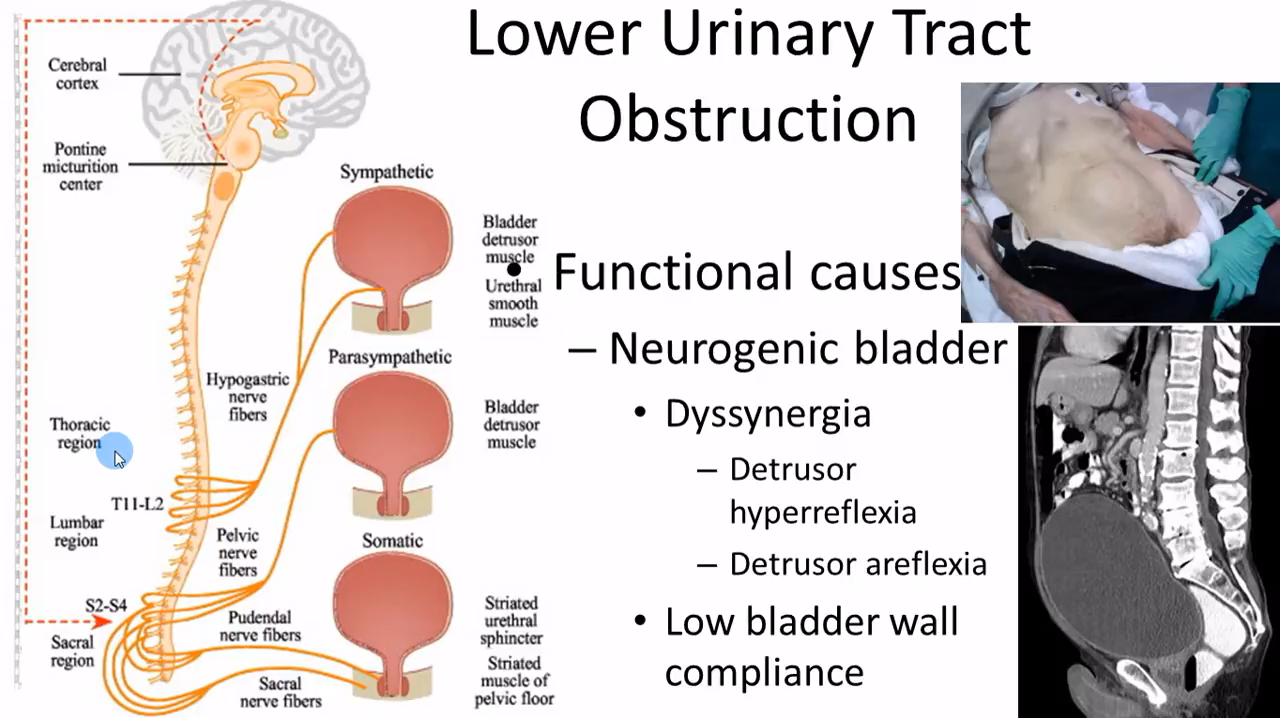 Lower Urinary Tract
Obstruction
Cerebral
cortex
Pontine
micturition
center
Sympathetic
Bladder
detrusor
muscle
Urethral
smooth
muscle
Hypogastric
nerve
fibers
Parasympathetic
Bladder
detrusor
muscle
Thoracic
region
T11-L2
Lumbar
region
Pelvic
nerve
fibers
Somatic
S2-S4
Sacral
region
Pudendal
nerve fibers
Sacral
nerve fibers
Striated
urethral
sphincter
Striated
muscle of
pelvic floor
• Functional causes
– Neurogenic bladder
• Dyssynergia
– Detrusor
hyperreflexia
– Detrusor areflexia
• Low bladder wall
compliance